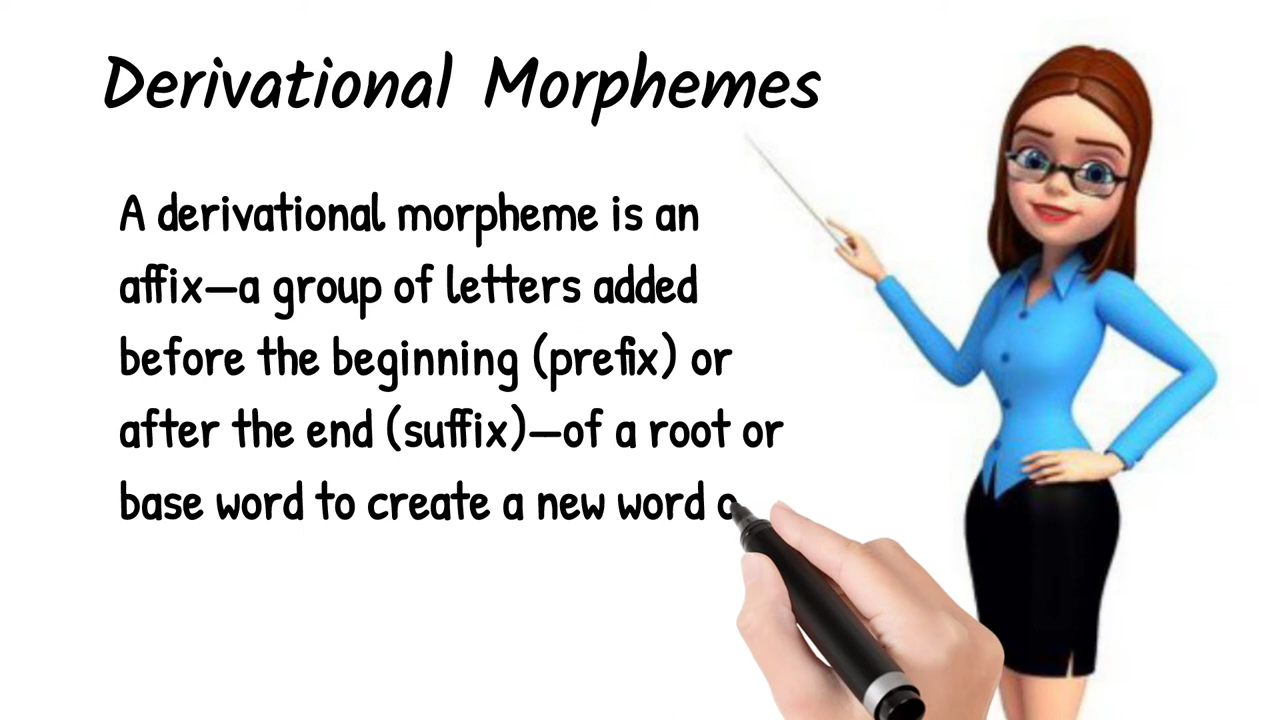 Derivational Morphemes
A derivational morpheme is an
affix—a group of letters added
before the beginning (prefix) or
after the end (suffix)—of a root or
base word to create a new word